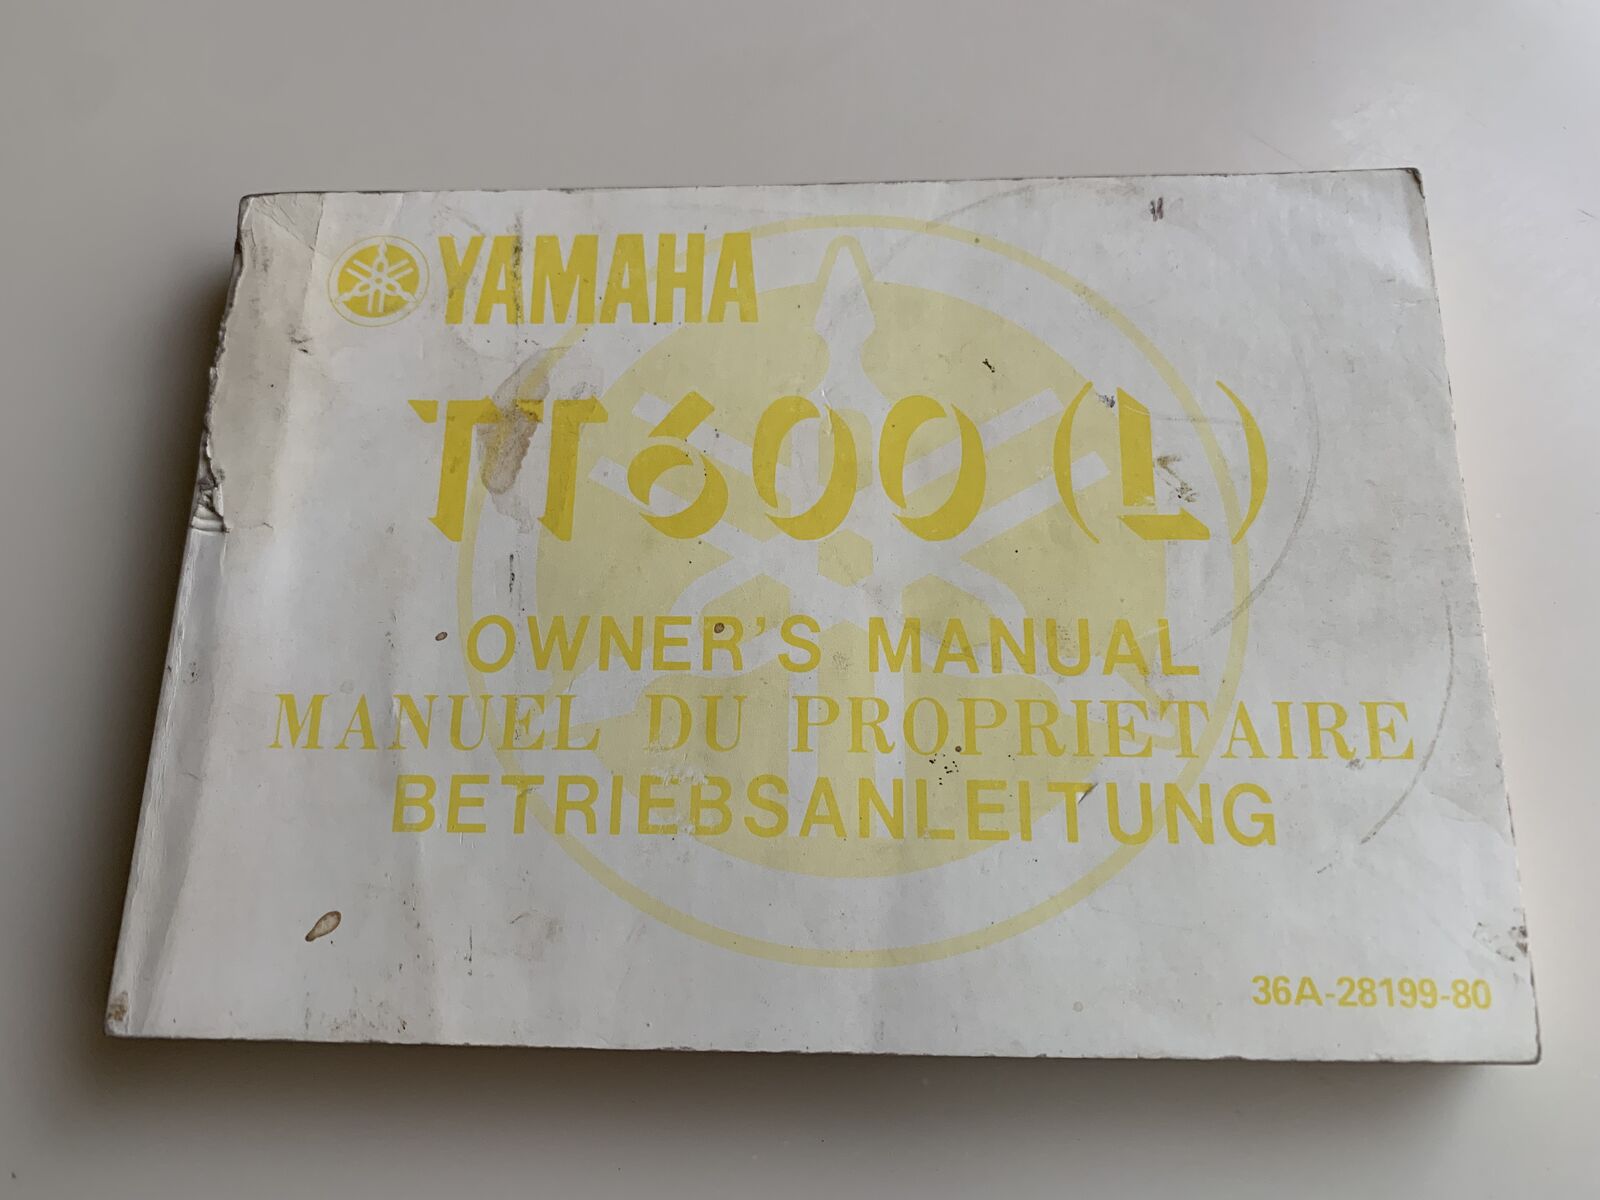 YAMAHA
TT600 (L)
OWNER'S MANUAL
MANUEL DU PROPRIETAIRE
BETRIEBSANLEITUNG
36A-28199-80